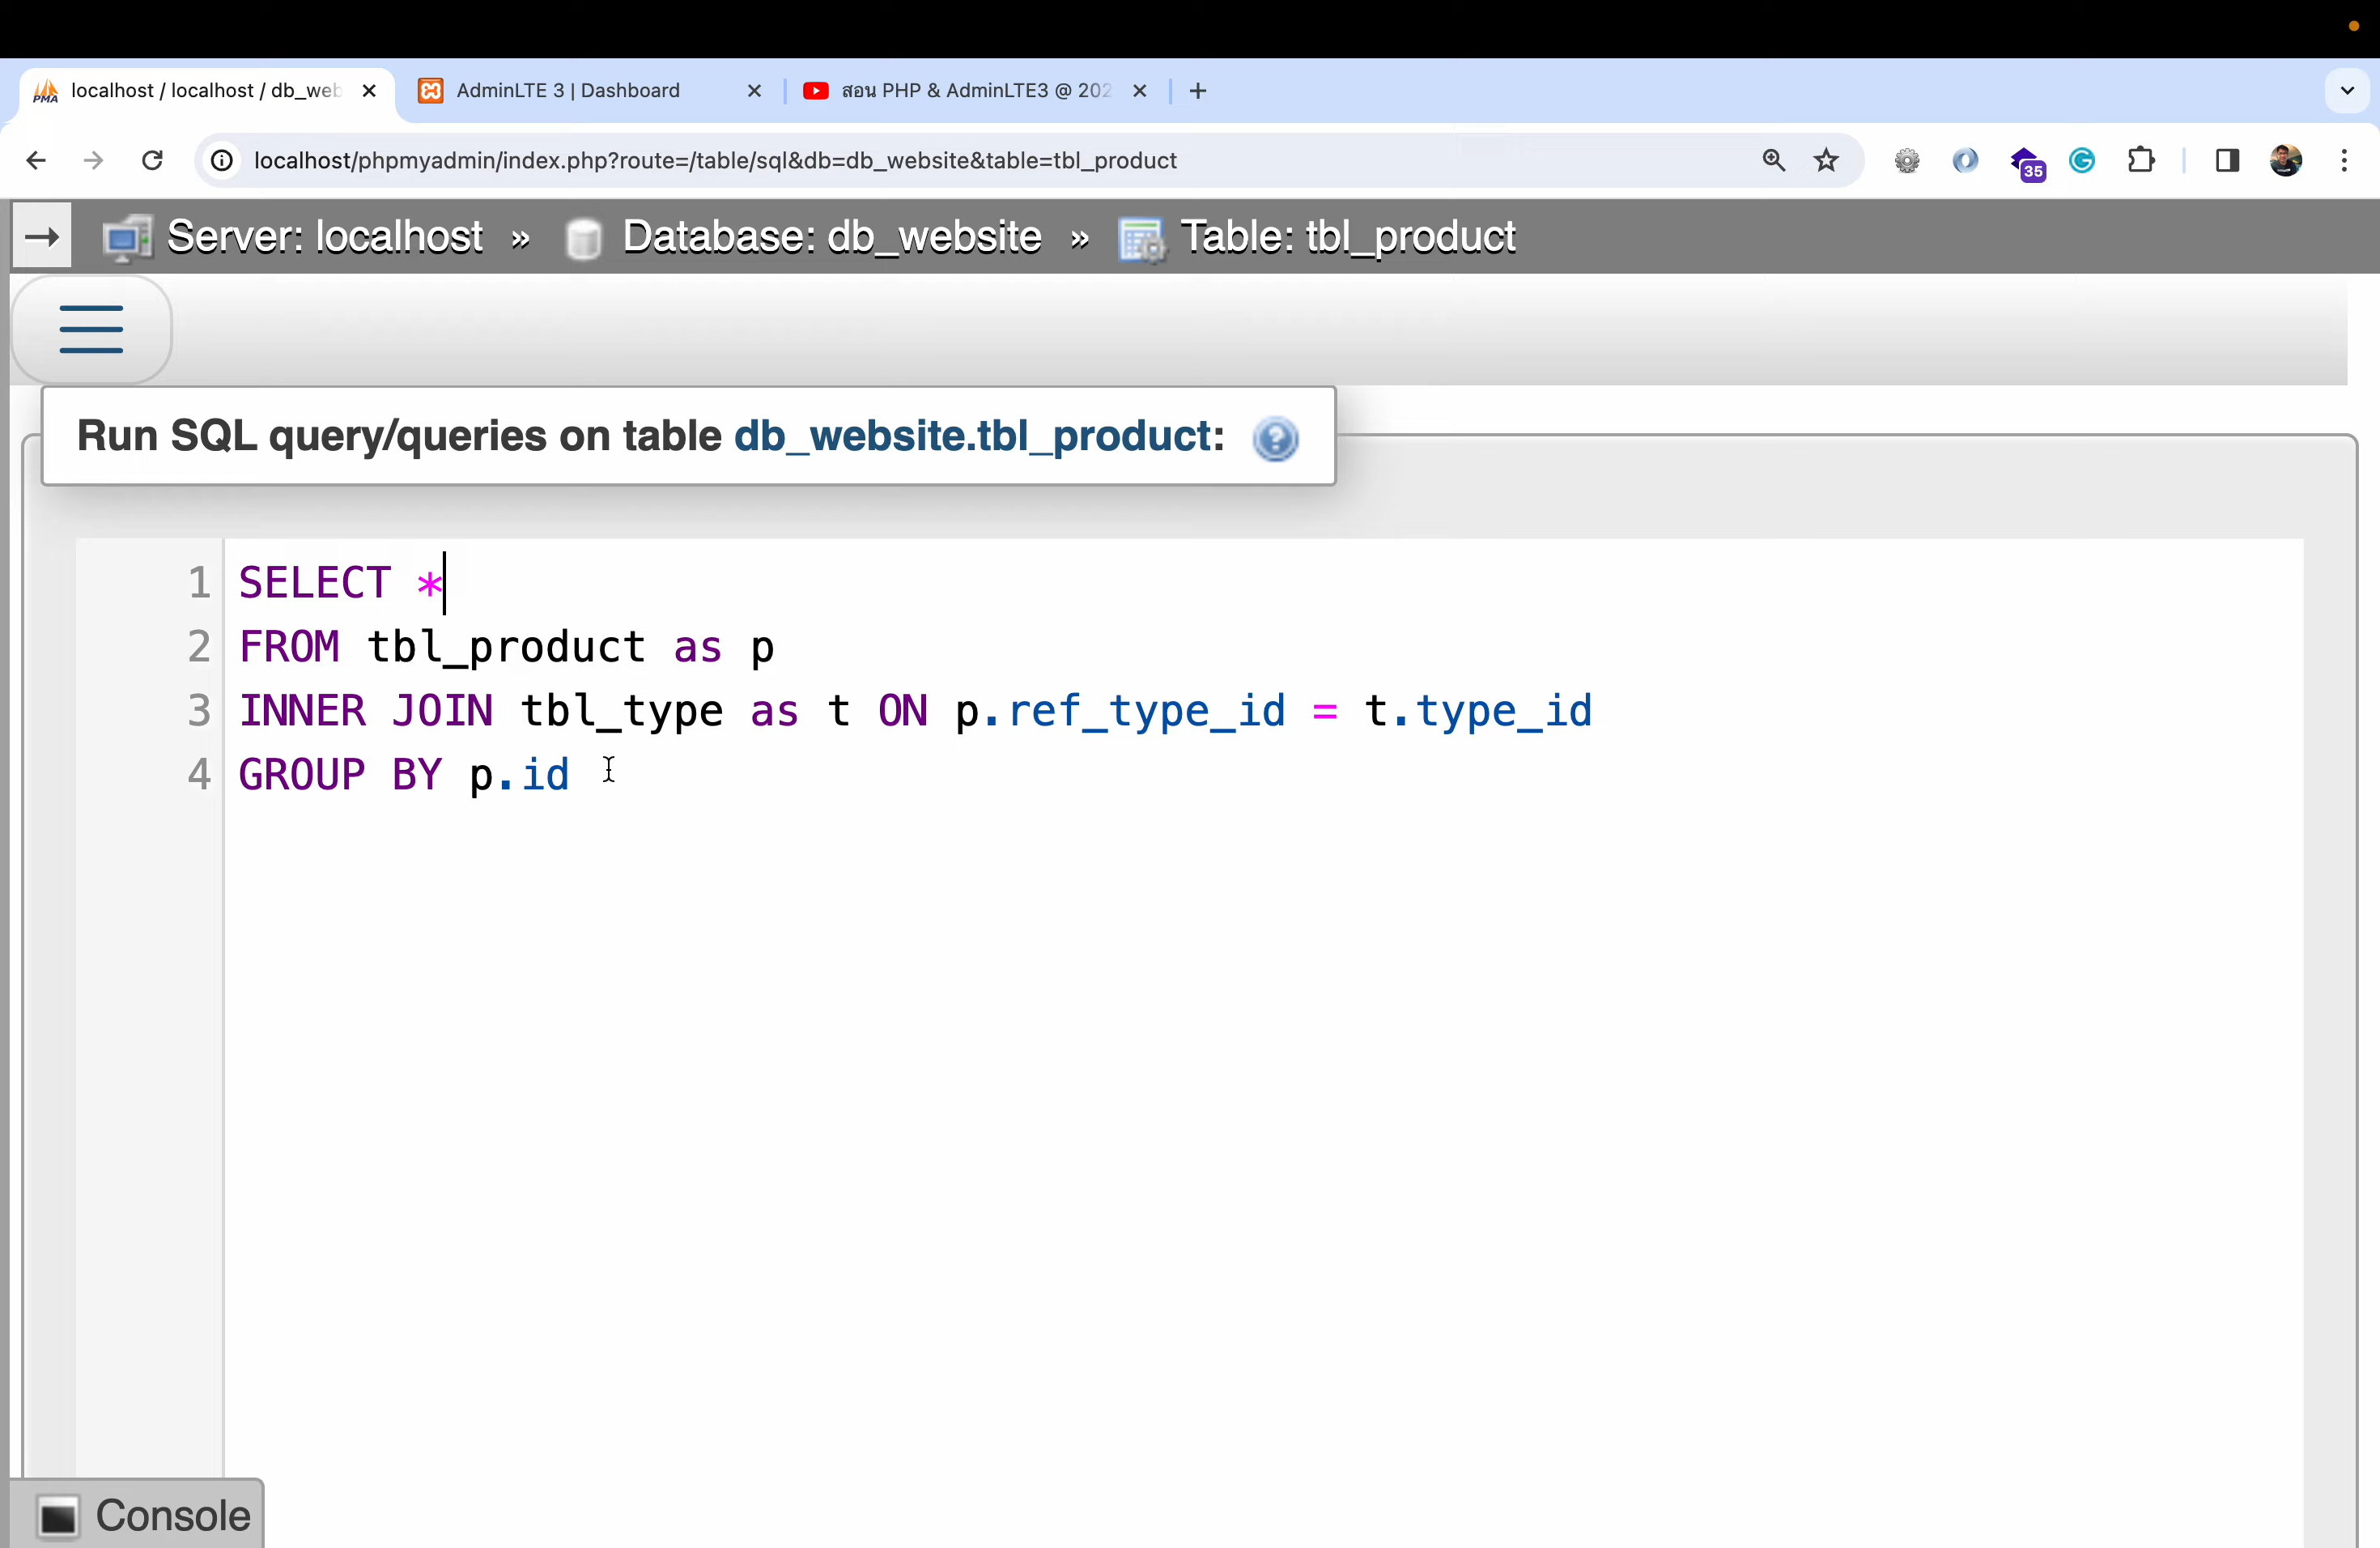 PMA localhost / localhost / db_web
AdminLTE 3 | Dashboard
สอน PHP & AdminLTE3 @ 202
localhost/phpmyadmin/index.php?route=/table/sql&db=db_website&table=tbl_product
35
Server: localhost » Database: db_website » Table: tbl_product
Run SQL query/queries on table db_website.tbl_product:
1 SELECT *
2 FROM tbl_product as p
3 INNER JOIN tbl_type as t ON p.ref_type_id = t.type_id
4 GROUP BY p.id
Console